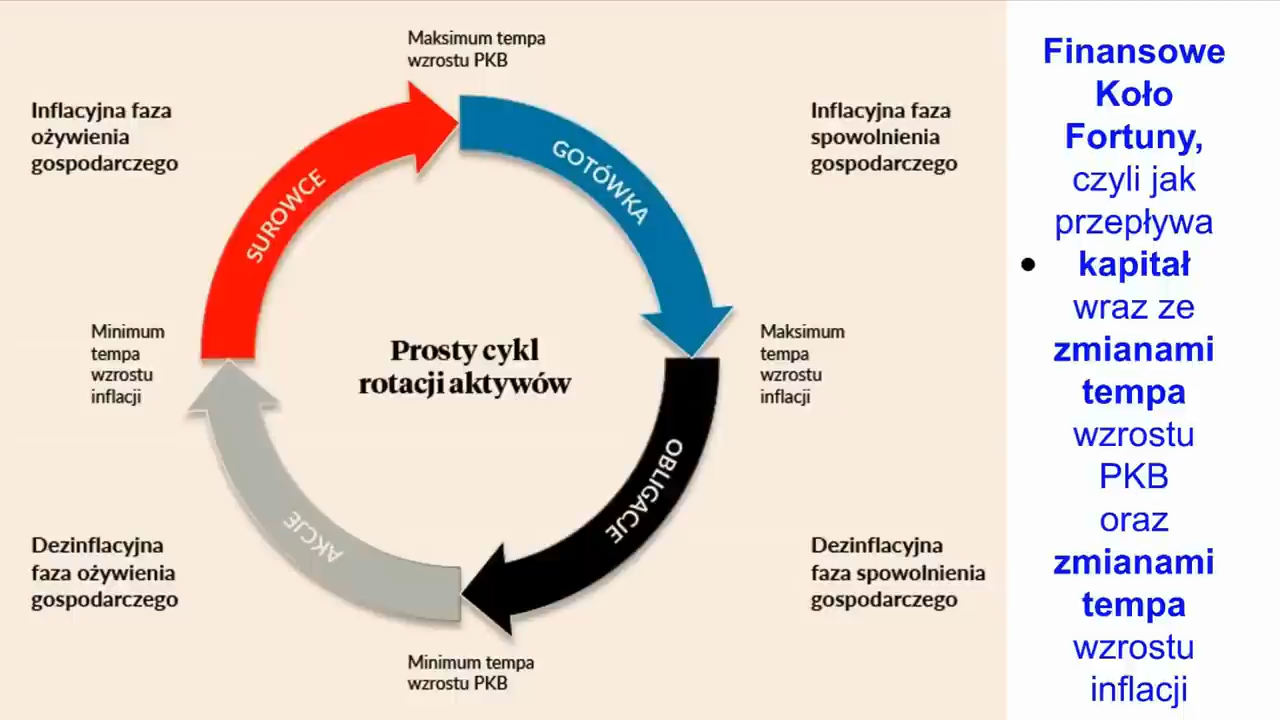 Maksimum tempa
wzrostu PKB
Inflacyjna faza
ożywienia
gospodarczego
Inflacyjna faza
spowolnienia
gospodarczego
SUROWCE
GOTÓWKA
Minimum
tempa
wzrostu
inflacji
Prosty cykl
rotacji aktywów
Maksimum
tempa
wzrostu
inflacji
AKCJE
OBLIGACJE
Dezinflacyjna
faza ożywienia
gospodarczego
Dezinflacyjna
faza spowolnienia
gospodarczego
Minimum tempa
wzrostu PKB
Finansowe
Koło
Fortuny,
czyli jak
przepływa
• kapitał
wraz ze
zmianami
tempa
wzrostu
PKB
oraz
zmianami
tempa
wzrostu
inflacji